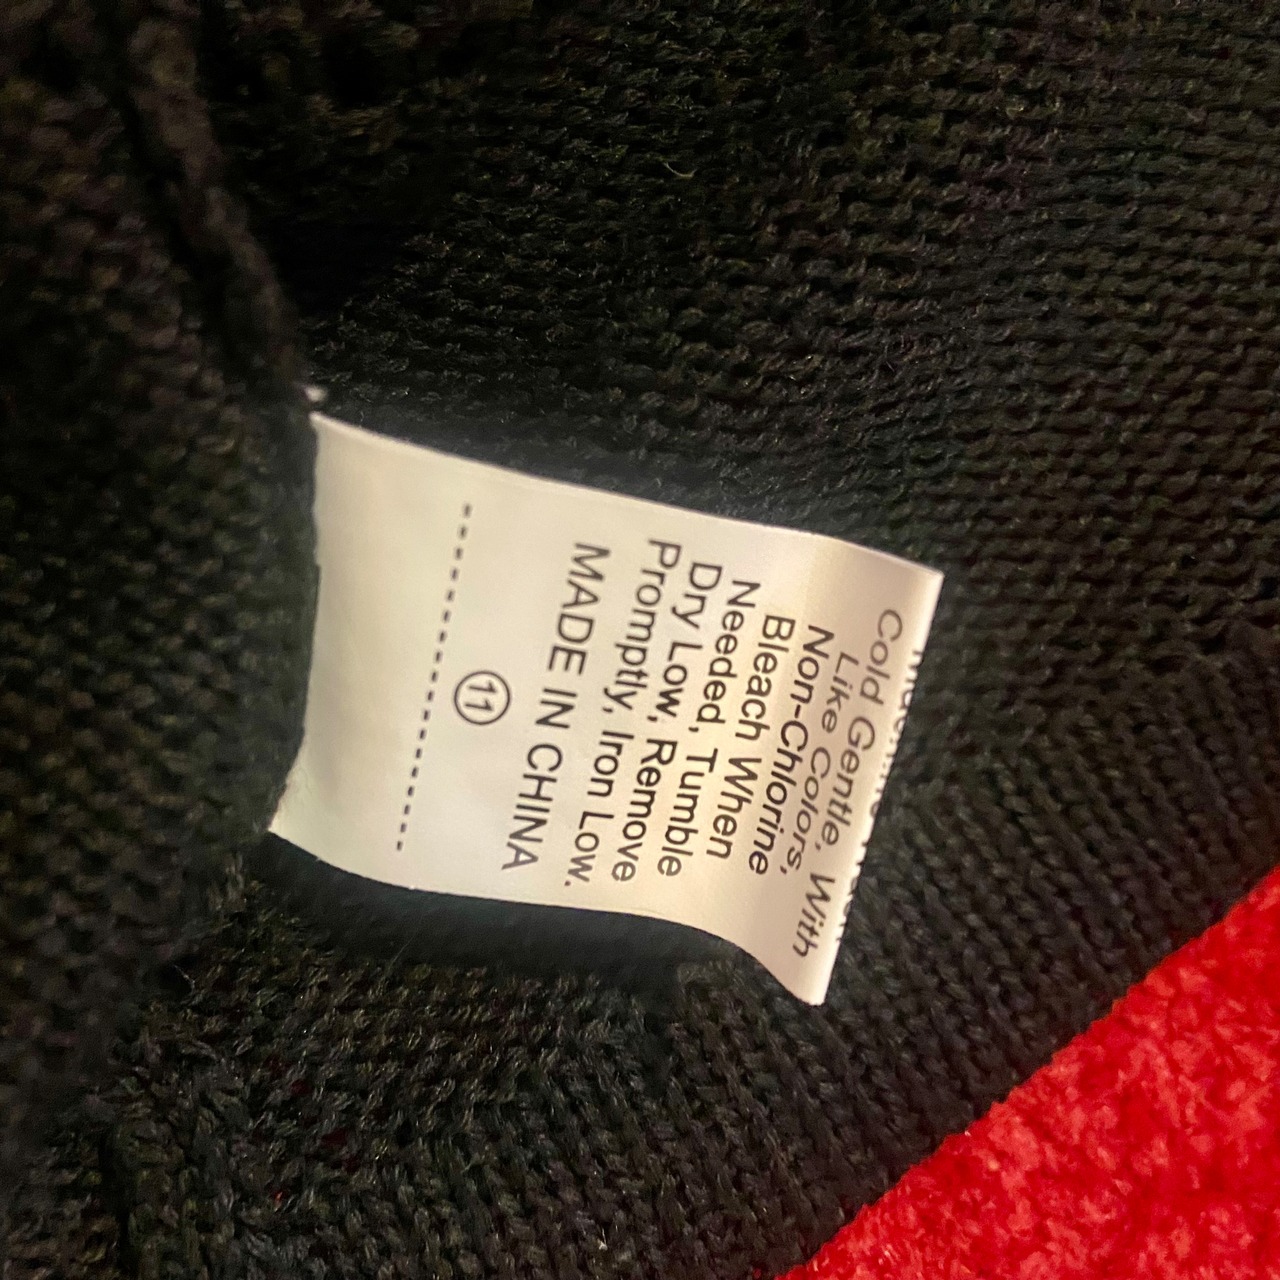 Cold Gentle, With
Like Colors,
Non-Chlorine
Bleach When
Needed, Tumble
Dry Low, Remove
Promptly, Iron Low.
MADE IN CHINA
11